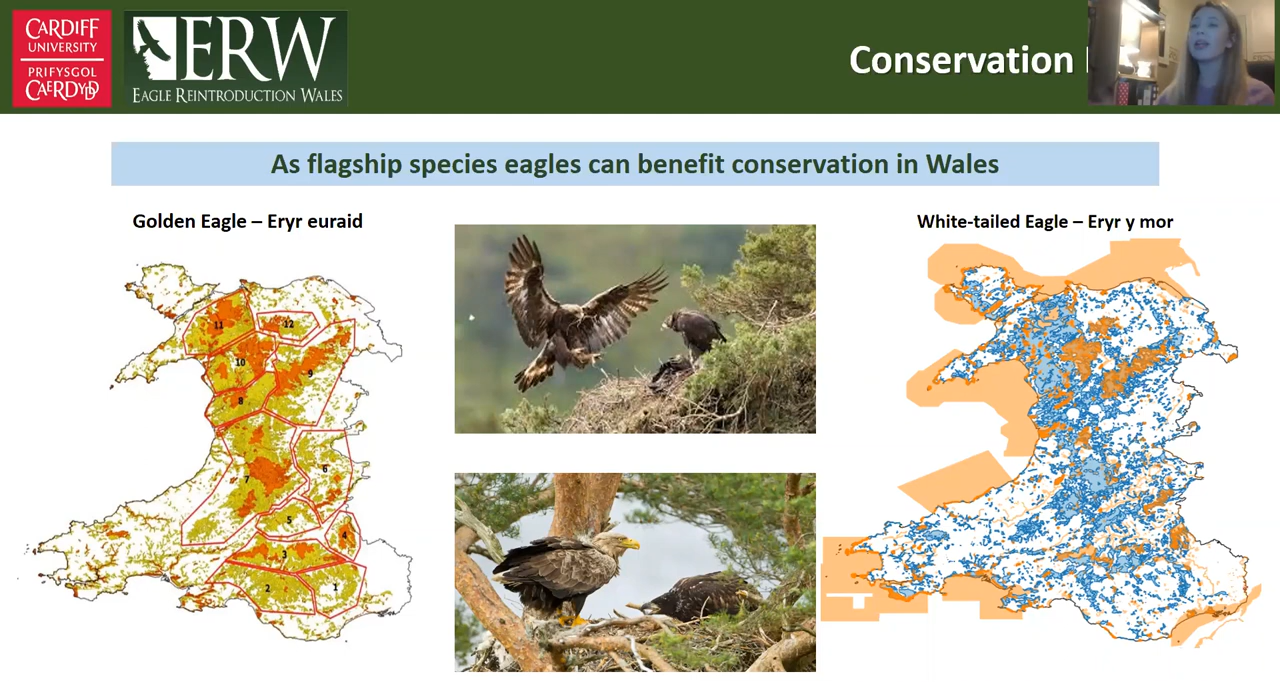 CARDIFF
UNIVERSITY
PRIFYSGOL
CAERDYDD
ERW
EAGLE REINTRODUCTION WALES
Conservation
As flagship species eagles can benefit conservation in Wales
Golden Eagle – Eryr euraid
White-tailed Eagle – Eryr y mor
11
12
10
9
8
6
7
5
4
3
2
1